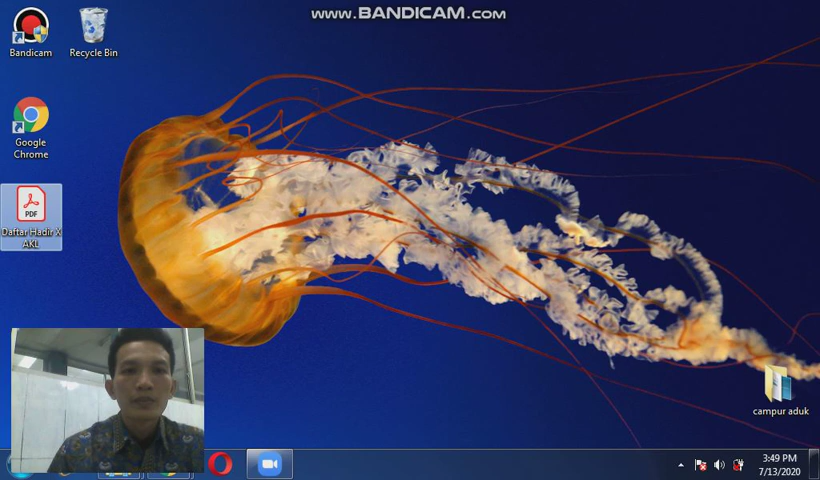 www.BANDICAM.com
Bandicam
Recycle Bin
Google
Chrome
PDF
Daftar Hadir X
AKL
campur aduk
3:49 PM
7/13/2020